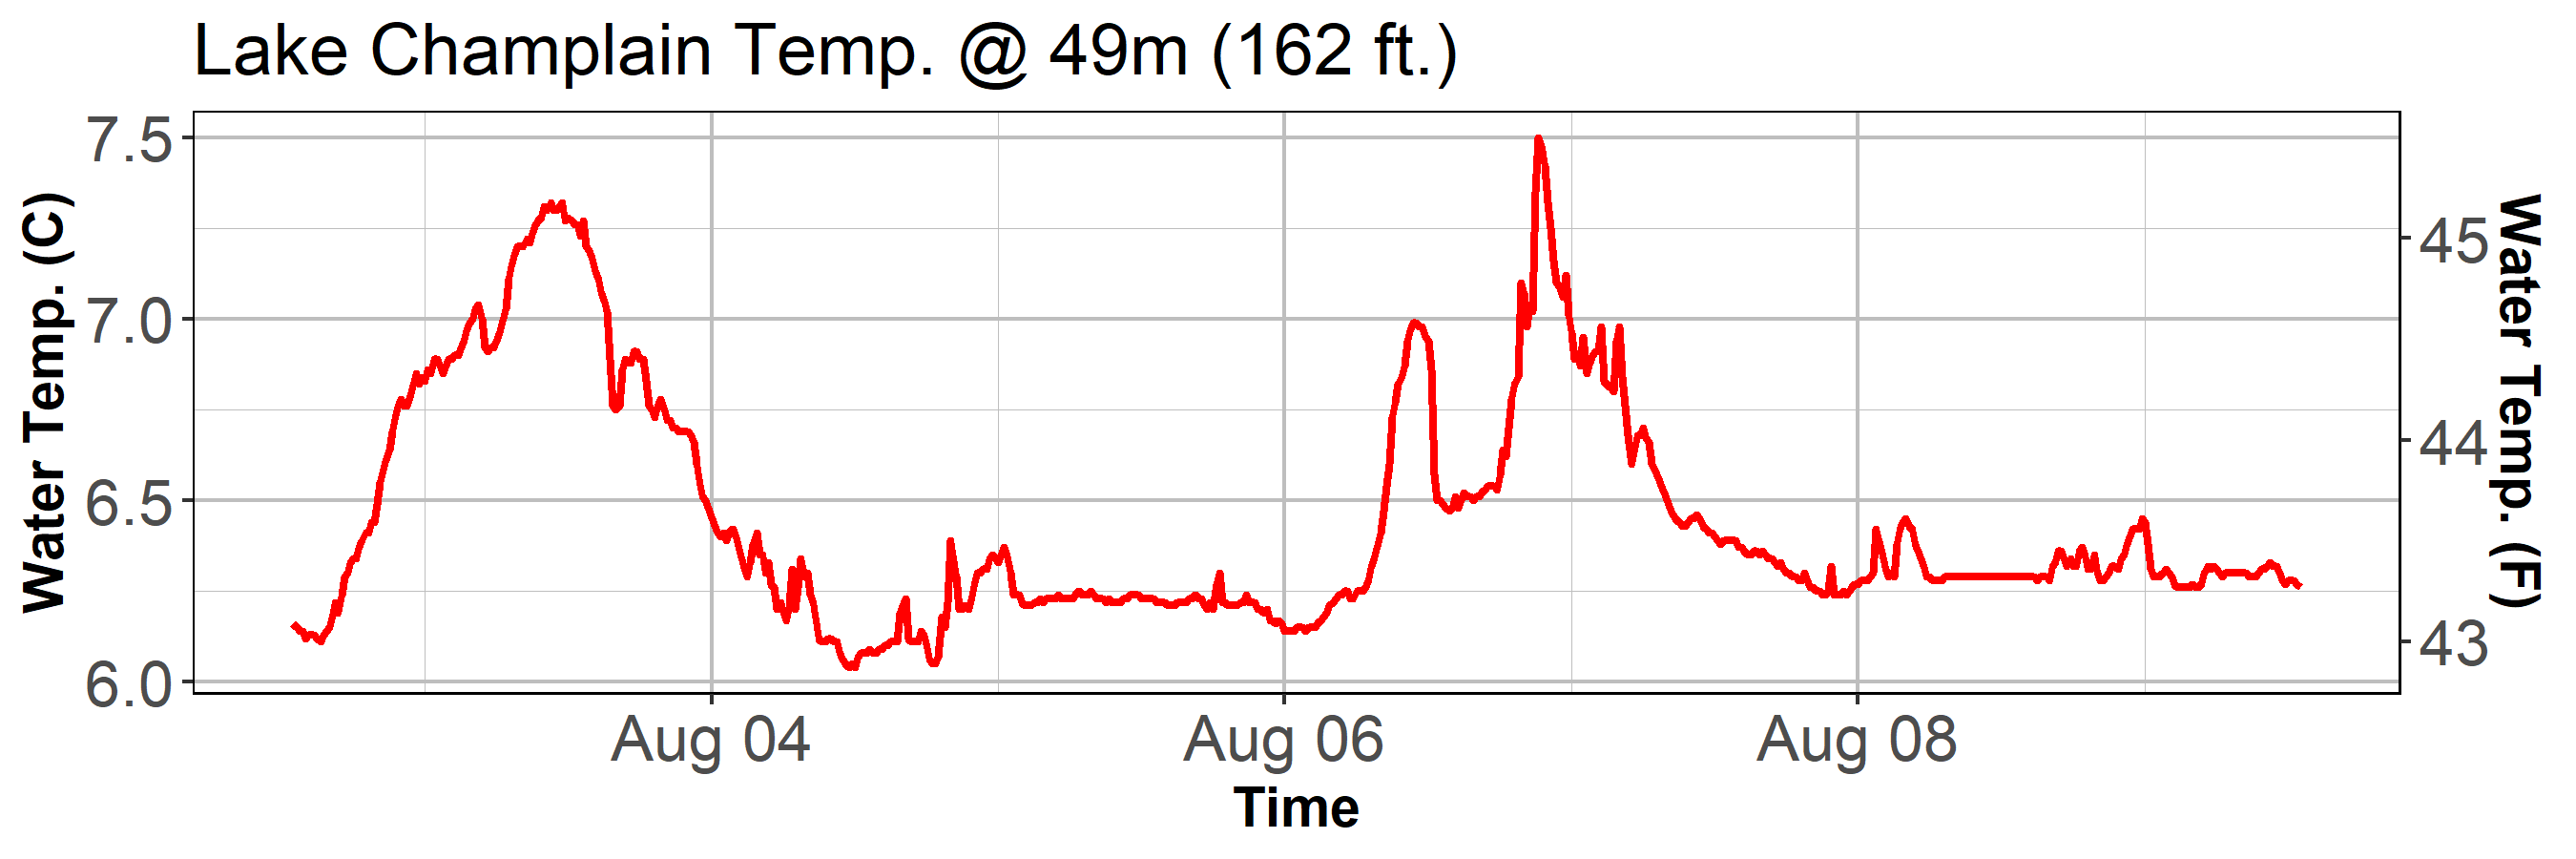 Lake Champlain Temp. @ 49m (162 ft.)
Water Temp. (C)
7.5
7.0
6.5
6.0
Water Temp. (F)
45
44
43
Aug 04 Aug 06 Aug 08
Time